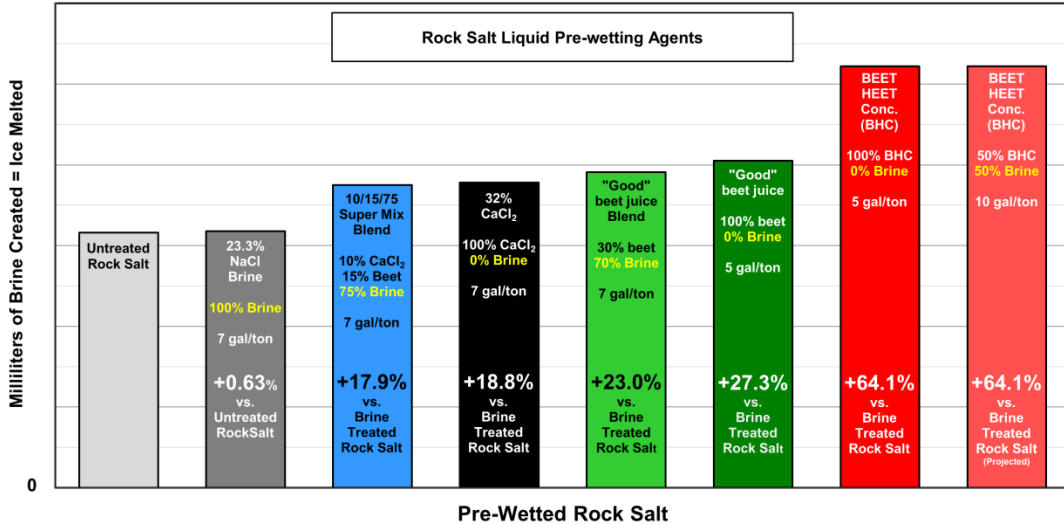 Rock Salt Liquid Pre-wetting Agents
Milliliters of Brine Created = Ice Melted
0
Untreated
Rock Salt
23.3%
NaCl
Brine
100% Brine
7 gal/ton
+0.63%
vs.
Untreated
RockSalt
10/15/75
Super Mix
Blend
10% CaCl₂
15% Beet
75% Brine
7 gal/ton
+17.9%
vs.
Brine
Treated
Rock Salt
32%
CaCl₂
100% CaCl₂
0% Brine
7 gal/ton
+18.8%
vs.
Brine
Treated
Rock Salt
"Good"
beet juice
Blend
30% beet
70% Brine
7 gal/ton
+23.0%
vs.
Brine
Treated
Rock Salt
"Good"
beet juice
100% beet
0% Brine
5 gal/ton
+27.3%
vs.
Brine
Treated
Rock Salt
BEET
HEET
Conc.
(BHC)
100% BHC
0% Brine
5 gal/ton
+64.1%
vs.
Brine
Treated
Rock Salt
BEET
HEET
Conc.
(BHC)
50% BHC
50% Brine
10 gal/ton
+64.1%
vs.
Brine
Treated
Rock Salt
(Projected)
Pre-Wetted Rock Salt